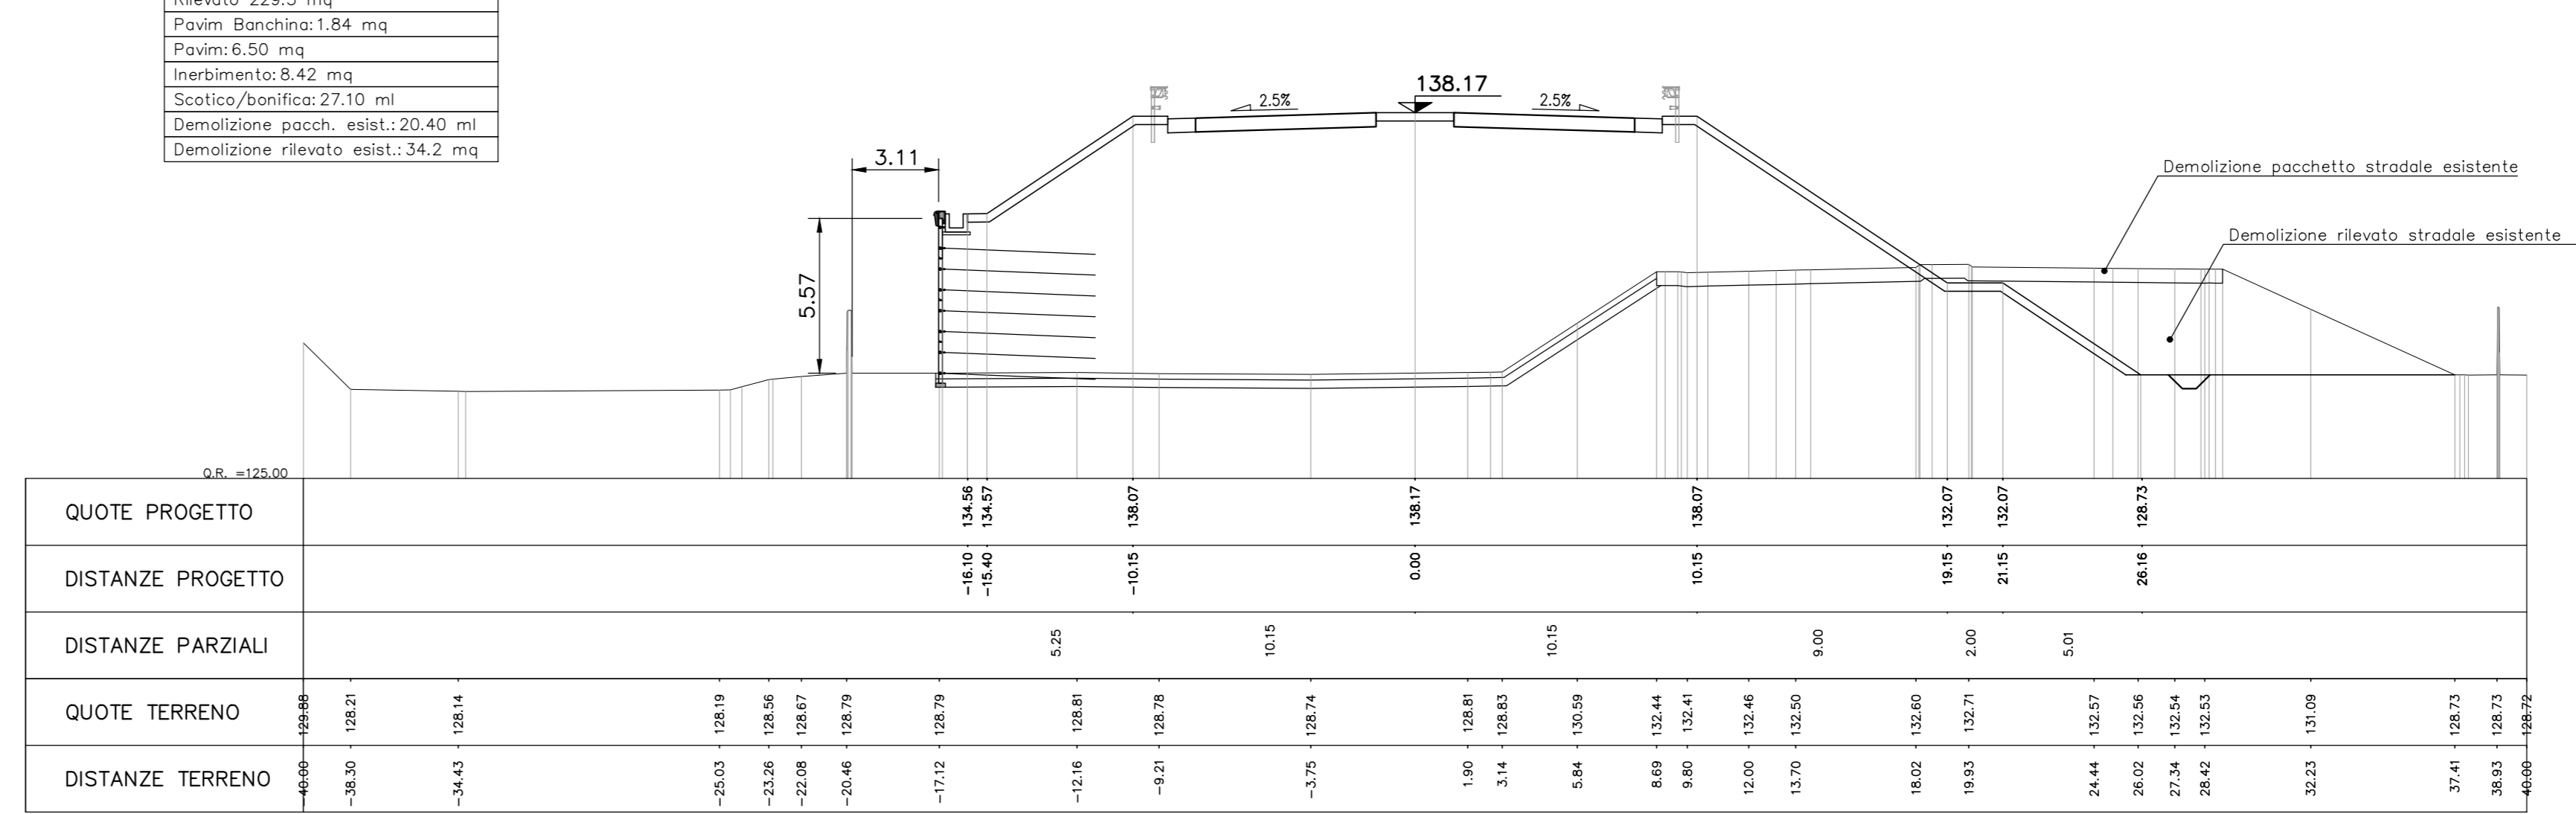 Rilevato 229.5 mq
Pavim Banchina: 1.84 mq
Pavim: 6.50 mq
Inerbimento: 8.42 mq
Scotico/bonifica: 27.10 ml
Demolizione pacch. esist.: 20.40 ml
Demolizione rilevato esist.: 34.2 mq
138.17
2.5% 2.5%
3.11
Demolizione pacchetto stradale esistente
Demolizione rilevato stradale esistente
5.57
Q.R. =125.00
QUOTE PROGETTO 134.56 134.57 138.07 138.17 138.07 132.07 132.07 128.73
DISTANZE PROGETTO -16.10 -15.40 -10.15 0.00 10.15 19.15 21.15 26.16
DISTANZE PARZIALI 5.25 10.15 10.15 9.00 2.00 5.01
QUOTE TERRENO 129.88 128.21 128.14 128.19 128.56 128.67 128.79 128.79 128.81 128.78 128.74 128.81 128.83 130.59 132.44 132.41 132.46 132.50 132.60 132.71 132.57 132.56 132.54 132.53 131.09 128.73 128.73 128.72
DISTANZE TERRENO -40.00 -38.30 -34.43 -25.03 -23.26 -22.08 -20.46 -17.12 -12.16 -9.21 -3.75 1.90 3.14 5.84 8.69 9.80 12.00 13.70 18.02 19.93 24.44 26.02 27.34 28.42 32.23 37.41 38.93 40.00